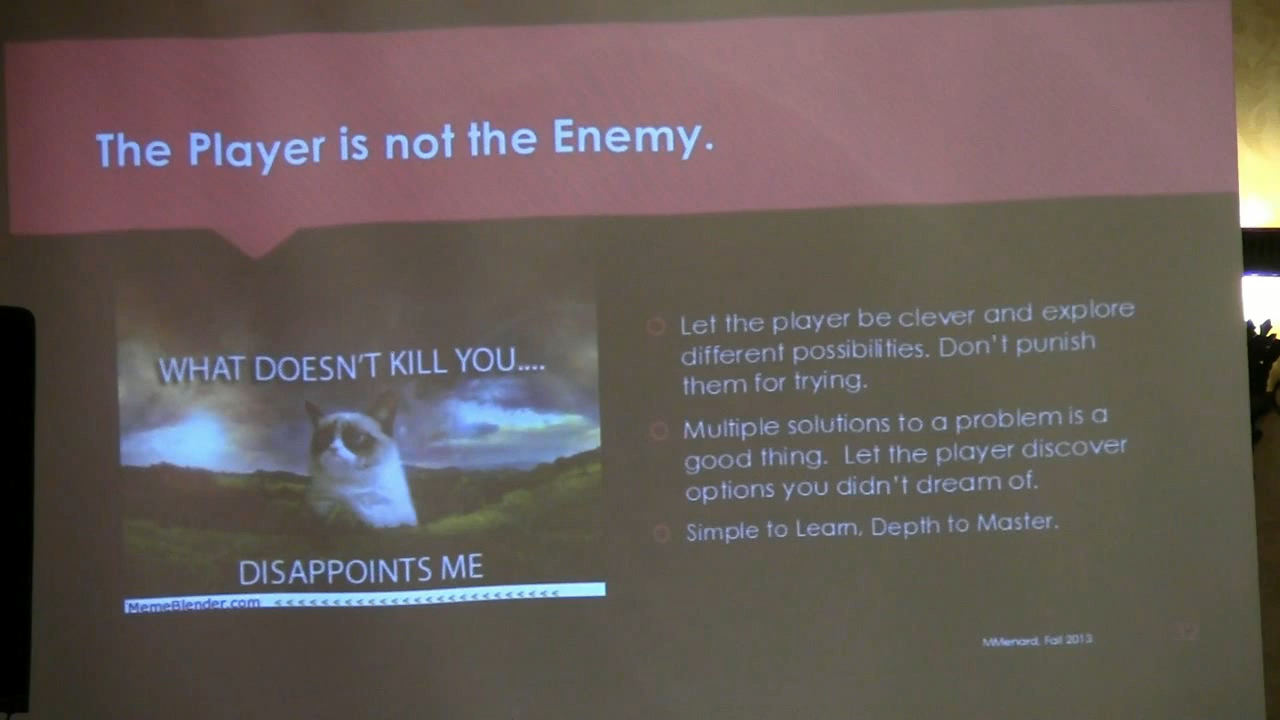 The Player is not the Enemy.
WHAT DOESN'T KILL YOU....
DISAPPOINTS ME
MemeBlender.com <<<<<<<<<<<<<<<<<<<<<<<<
Let the player be clever and explore
different possibilities. Don't punish
them for trying.
Multiple solutions to a problem is a
good thing. Let the player discover
options you didn't dream of.
Simple to Learn, Depth to Master.
MMenard, Fall 2013
32